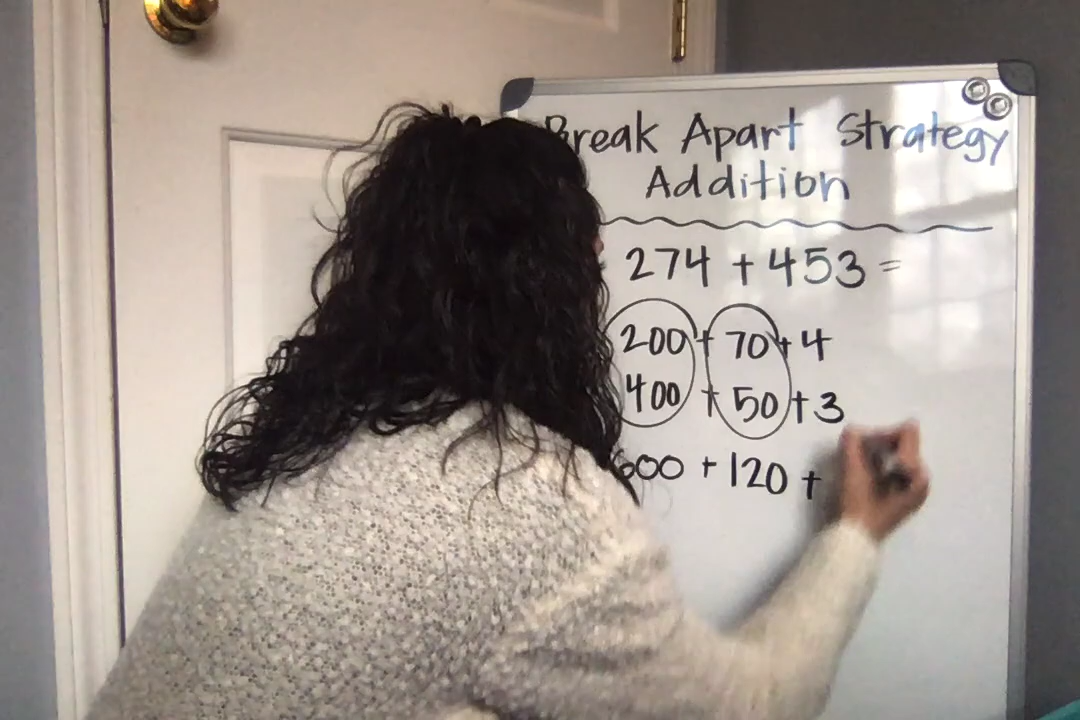 Break Apart Strategy
Addition
274 + 453 =
200 + 70 + 4
400 + 50 + 3
600 + 120 +